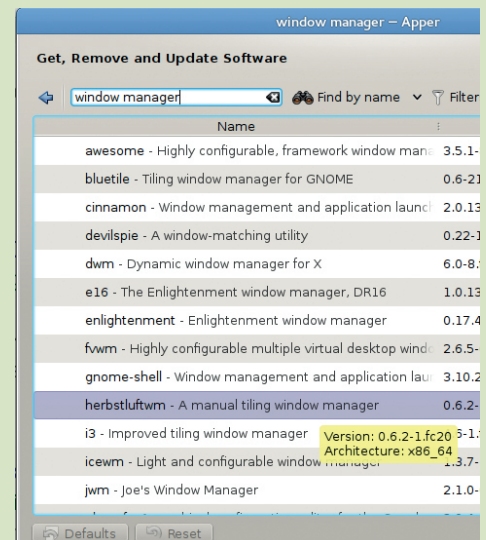 window manager — Apper
Get, Remove and Update Software
window manager
Find by name
Filter
Name
awesome - Highly configurable, framework window mana 3.5.1-
bluetile - Tiling window manager for GNOME 0.6-21
cinnamon - Window management and application launch 2.0.13
devilspie - A window-matching utility 0.22-1
dwm - Dynamic window manager for X 6.0-8.
e16 - The Enlightenment window manager, DR16 1.0.13
enlightenment - Enlightenment window manager 0.17.4
fvwm - Highly configurable multiple virtual desktop windo 2.6.5-
gnome-shell - Window management and application lau 3.10.2
herbstluftwm - A manual tiling window manager 0.6.2-
i3 - Improved tiling window manager
Version: 0.6.2-1.fc20
Architecture: x86_64
icewm - Light and configurable window manager
jwm - Joe's Window Manager 2.1.0-
Defaults
Reset